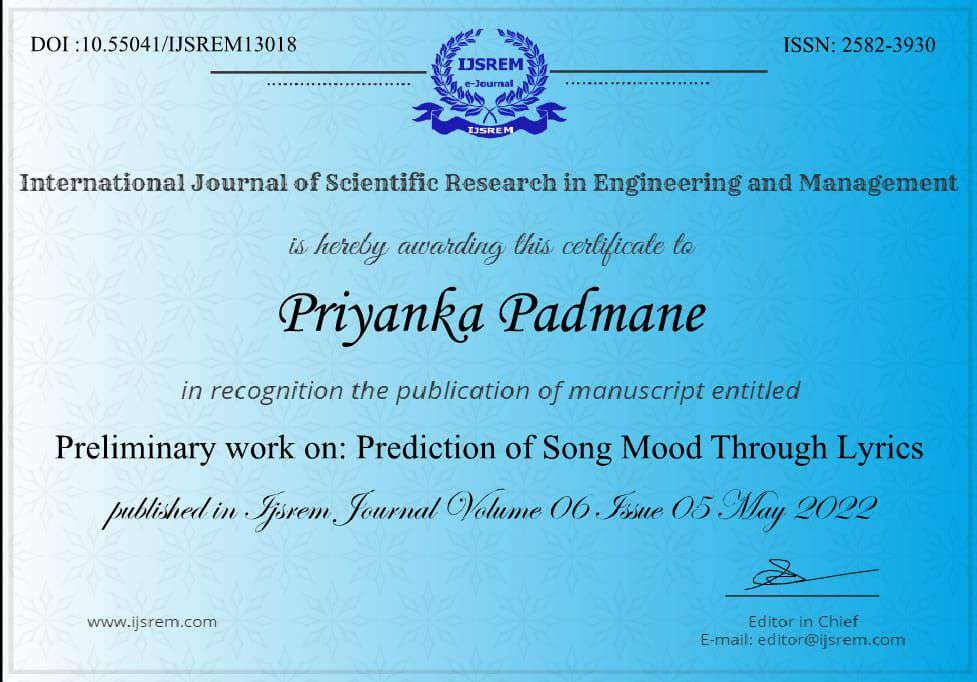 DOI :10.55041/IJSREM13018
ISSN: 2582-3930
IJSREM
e-Journal
IJSREM
International Journal of Scientific Research in Engineering and Management
is hereby awarding this certificate to
Priyanka Padmane
in recognition the publication of manuscript entitled
Preliminary work on: Prediction of Song Mood Through Lyrics
published in Ijsrem Journal Volume 06 Issue 05 May 2022
www.ijsrem.com
Editor in Chief
E-mail: editor@ijsrem.com